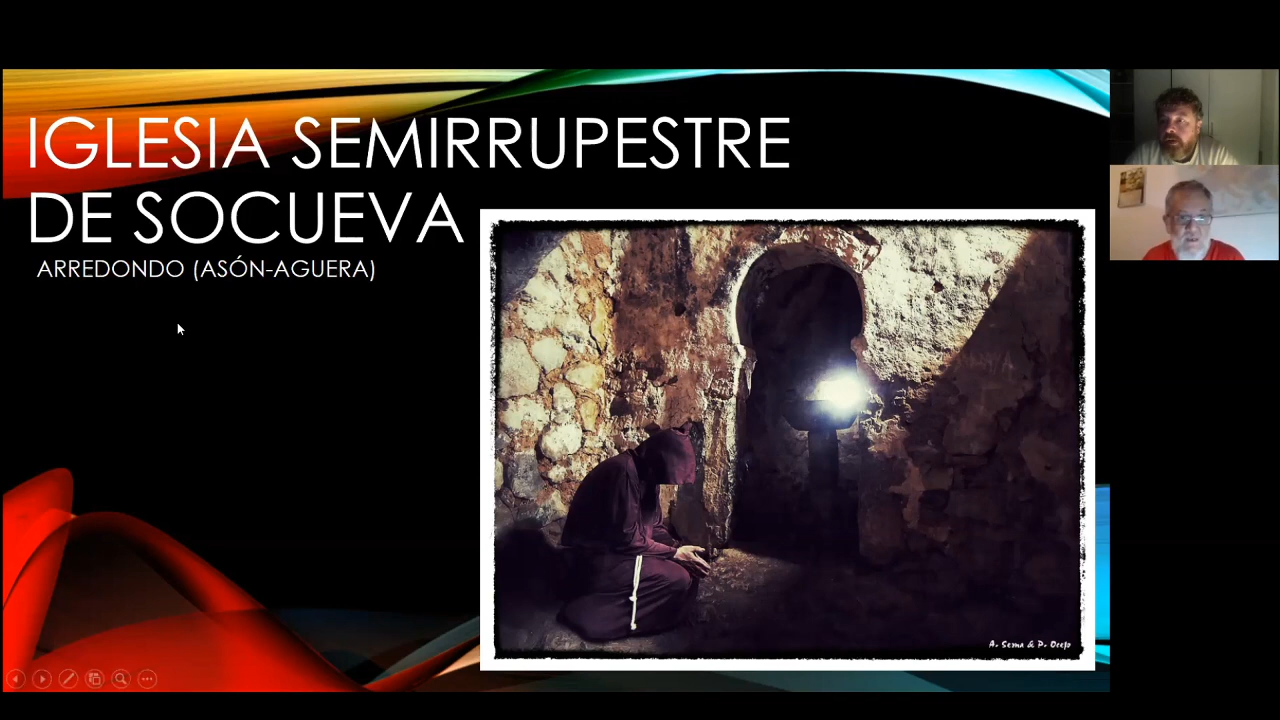 IGLESIA SEMIRRUPESTRE
DE SOCUEVA
ARREDONDO (ASÓN-AGUERA)
A. Serna & P. Ocejo